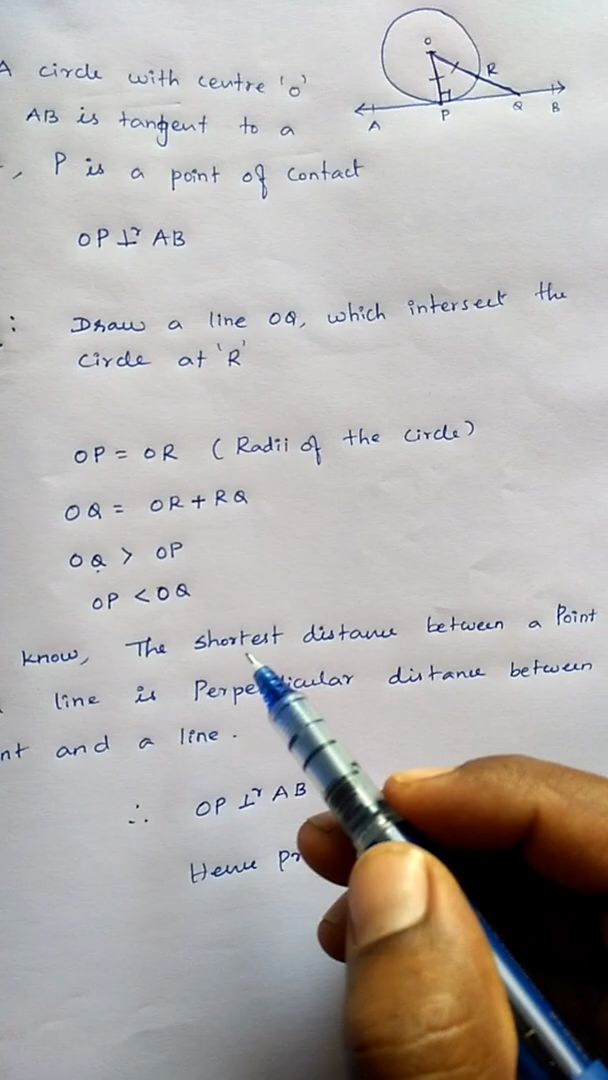 O
R
A
P
Q
B
A circle with centre 'O'
AB is tangent to a
, P is a point of contact
OP ⊥r AB
: Draw a line OQ, which intersect the
circle at 'R'
OP = OR (Radii of the circle)
OQ = OR + RQ
OQ > OP
OP < OQ
know, The shortest distance between a Point
line is distance between
and a line.
∴ OP ⊥r AB
Hence